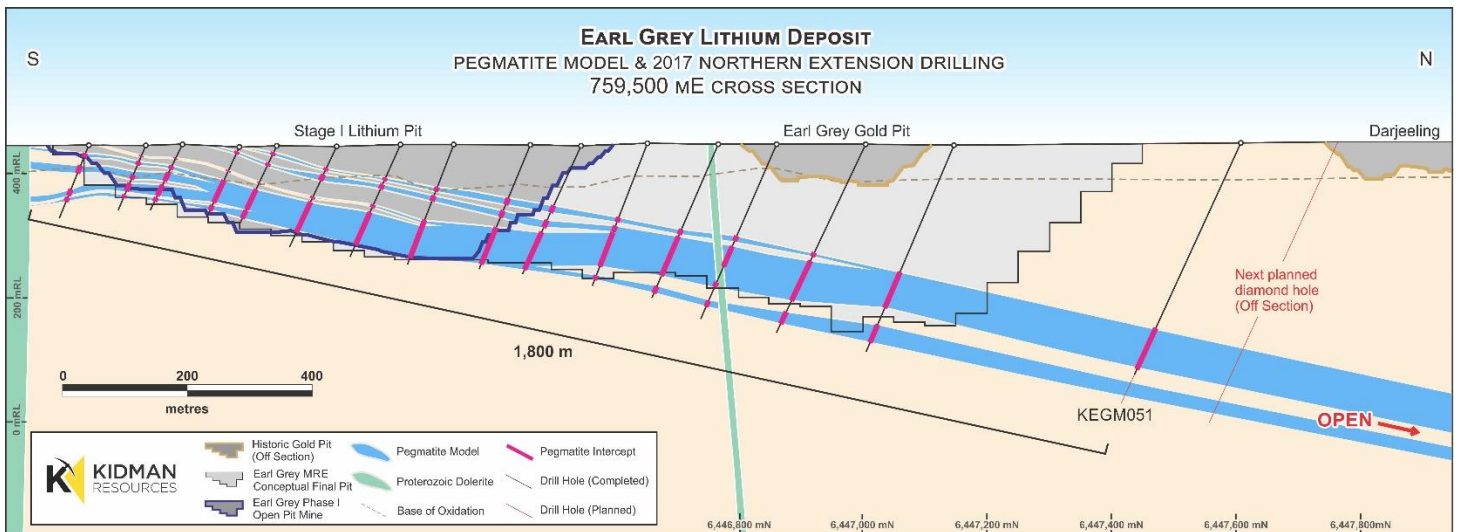 EARL GREY LITHIUM DEPOSIT
PEGMATITE MODEL & 2017 NORTHERN EXTENSION DRILLING
759,500 mE CROSS SECTION
S
N
Stage I Lithium Pit
Earl Grey Gold Pit
Darjeeling
400 mRL
200 mRL
0 mRL
Next planned
diamond hole
(Off Section)
1,800 m
0 200 400
metres
KEGM051
OPEN
KIDMAN
RESOURCES
Historic Gold Pit
(Off Section)
Earl Grey MRE
Conceptual Final Pit
Earl Grey Phase I
Open Pit Mine
Pegmatite Model
Proterozoic Dolerite
Base of Oxidation
Pegmatite Intercept
Drill Hole (Completed)
Drill Hole (Planned)
6,446,800 mN 6,447,000 mN 6,447,200 mN 6,447,400 mN 6,447,600 mN 6,447,800 mN